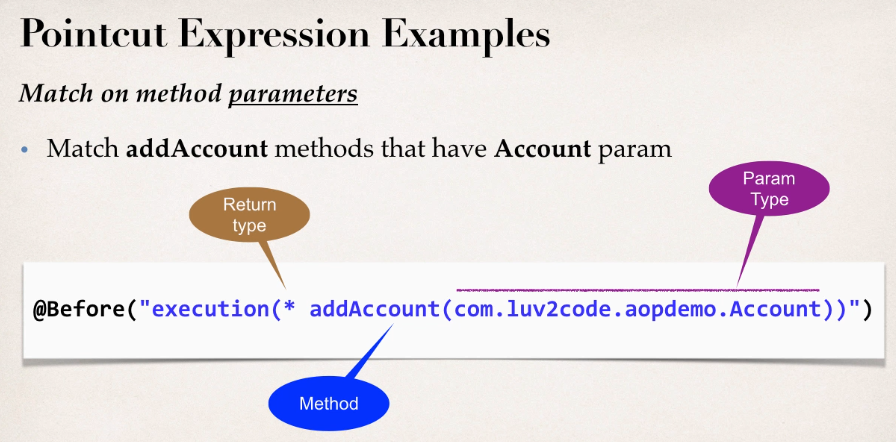 Pointcut Expression Examples
Match on method parameters
• Match addAccount methods that have Account param
Return
type
Param
Type
@Before("execution(* addAccount(com.luv2code.aopdemo.Account))")
Method